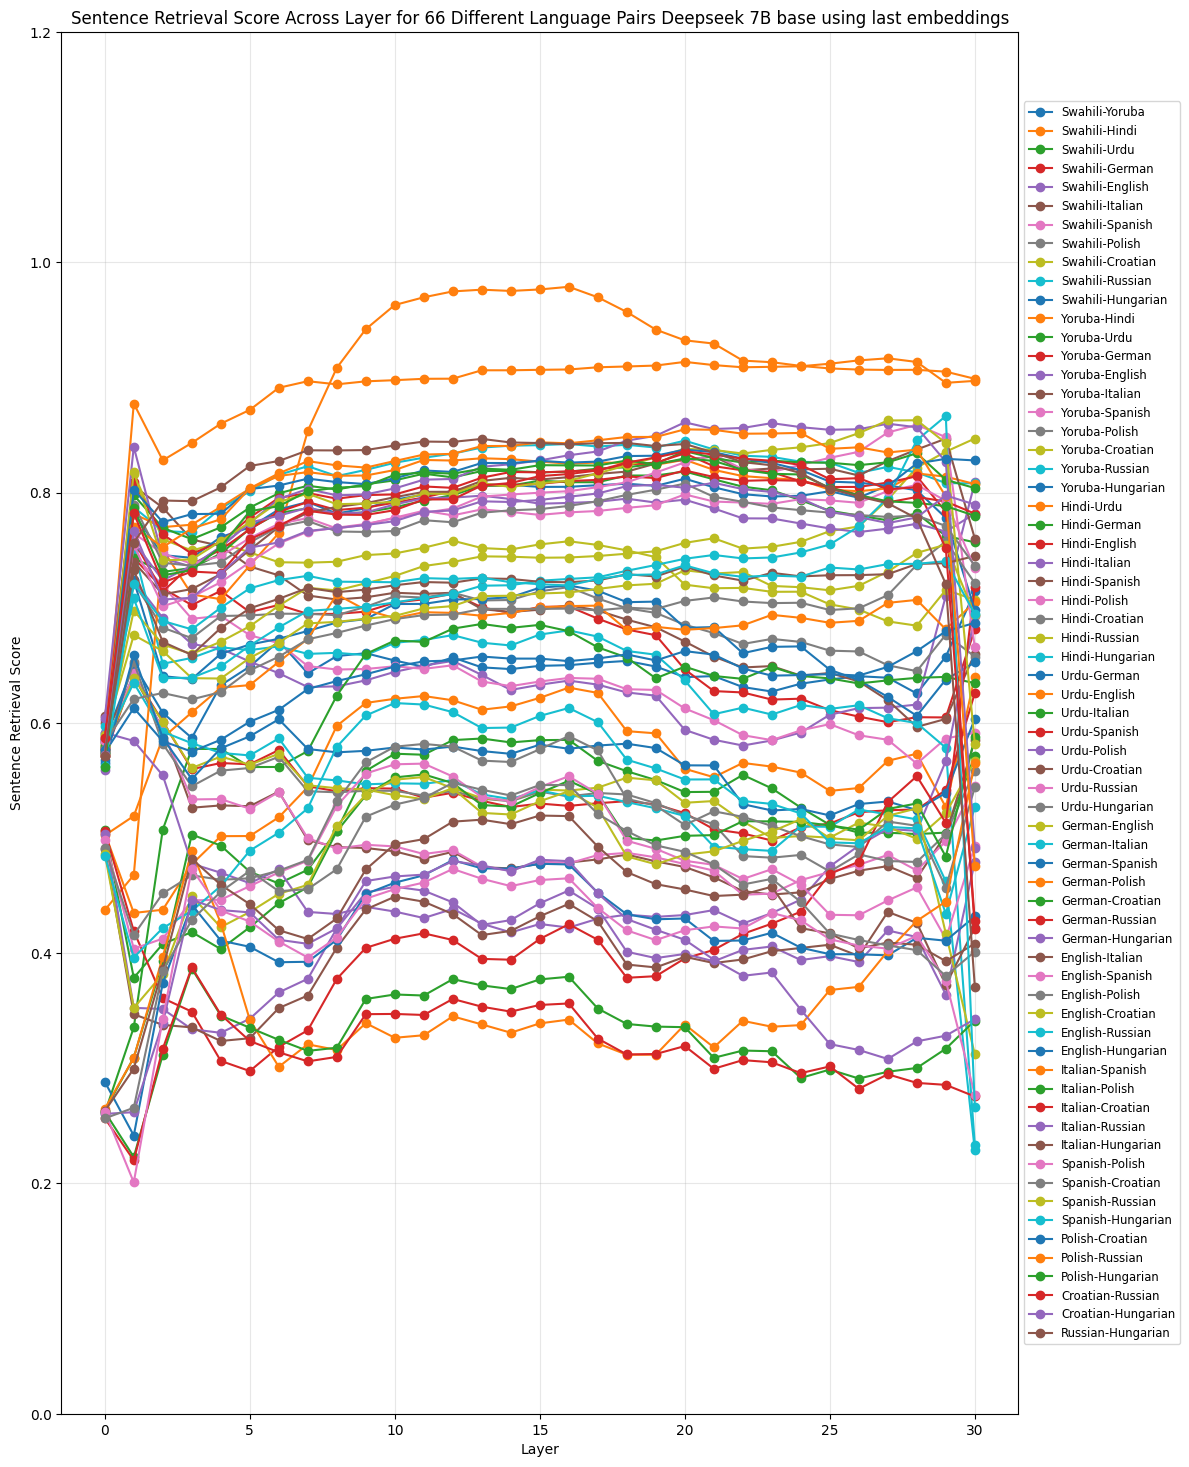 Sentence Retrieval Score Across Layer for 66 Different Language Pairs Deepseek 7B base using last embeddings
1.2
1.0
0.8
0.6
0.4
0.2
0.0
Sentence Retrieval Score
0 5 10 15 20 25 30
Layer
Swahili-Yoruba
Swahili-Hindi
Swahili-Urdu
Swahili-German
Swahili-English
Swahili-Italian
Swahili-Spanish
Swahili-Polish
Swahili-Croatian
Swahili-Russian
Swahili-Hungarian
Yoruba-Hindi
Yoruba-Urdu
Yoruba-German
Yoruba-English
Yoruba-Italian
Yoruba-Spanish
Yoruba-Polish
Yoruba-Croatian
Yoruba-Russian
Yoruba-Hungarian
Hindi-Urdu
Hindi-German
Hindi-English
Hindi-Italian
Hindi-Spanish
Hindi-Polish
Hindi-Croatian
Hindi-Russian
Hindi-Hungarian
Urdu-German
Urdu-English
Urdu-Italian
Urdu-Spanish
Urdu-Polish
Urdu-Croatian
Urdu-Russian
Urdu-Hungarian
German-English
German-Italian
German-Spanish
German-Polish
German-Croatian
German-Russian
German-Hungarian
English-Italian
English-Spanish
English-Polish
English-Croatian
English-Russian
English-Hungarian
Italian-Spanish
Italian-Polish
Italian-Croatian
Italian-Russian
Italian-Hungarian
Spanish-Polish
Spanish-Croatian
Spanish-Russian
Spanish-Hungarian
Polish-Croatian
Polish-Russian
Polish-Hungarian
Croatian-Russian
Croatian-Hungarian
Russian-Hungarian